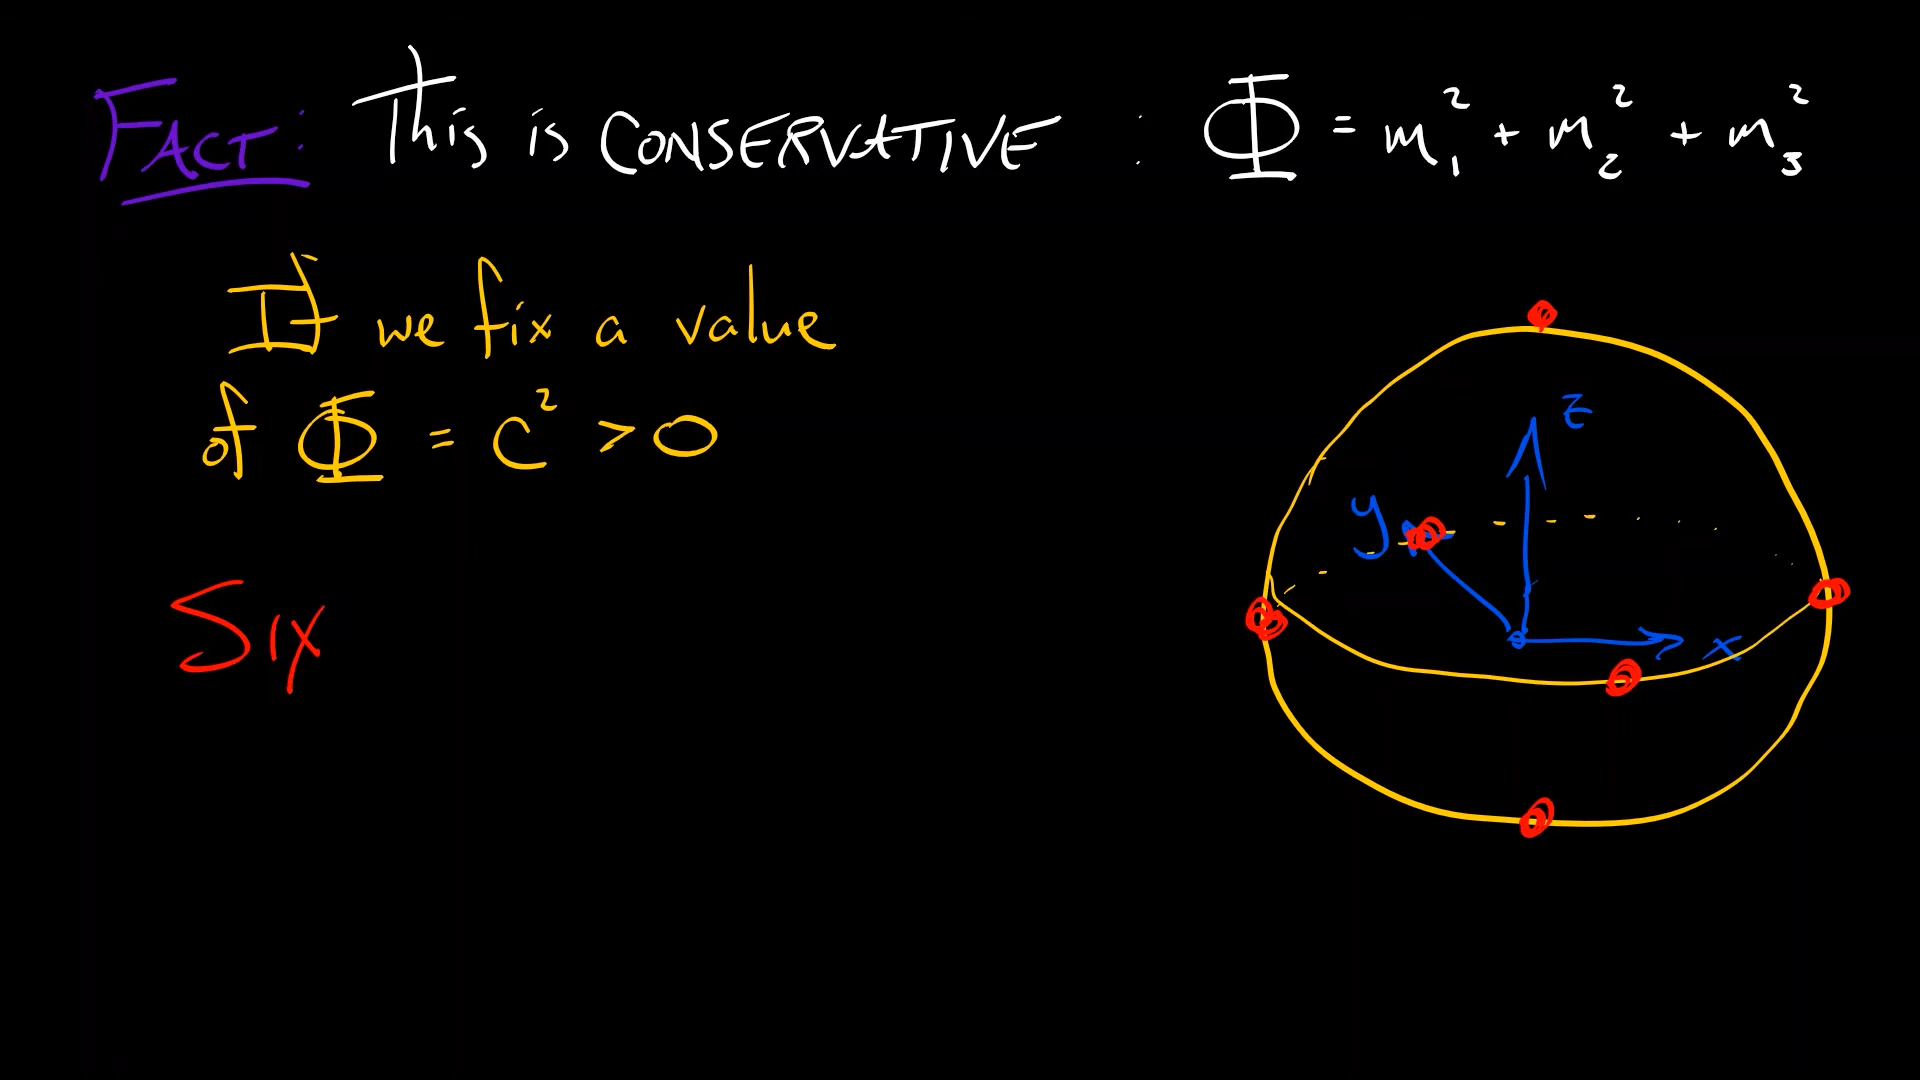 FACT: This is CONSERVATIVE : Φ = m₁² + m₂² + m₃²
If we fix a value
of Φ = c² > 0
z
y
x
SIX